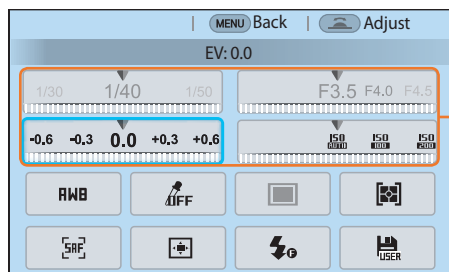 MENU Back Adjust
EV: 0.0
1/30 1/40 1/50 F3.5 F4.0 F4.5
-0.6 -0.3 0.0 +0.3 +0.6 ISO AUTO ISO 100 ISO 200
AWB OFF
SAF 0 USER